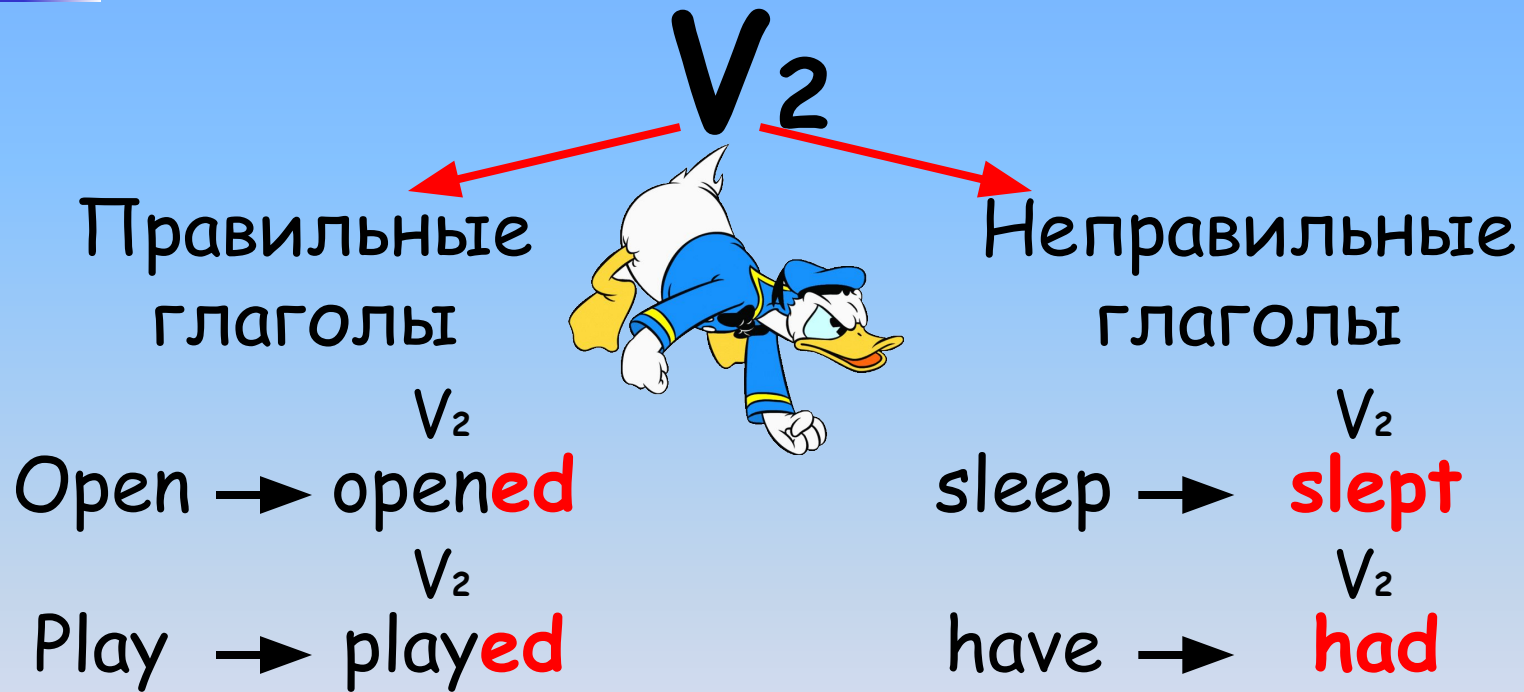 V2
Правильные глаголы
Неправильные глаголы
V2
Open → opened
V2
Play → played
V2
sleep → slept
V2
have → had